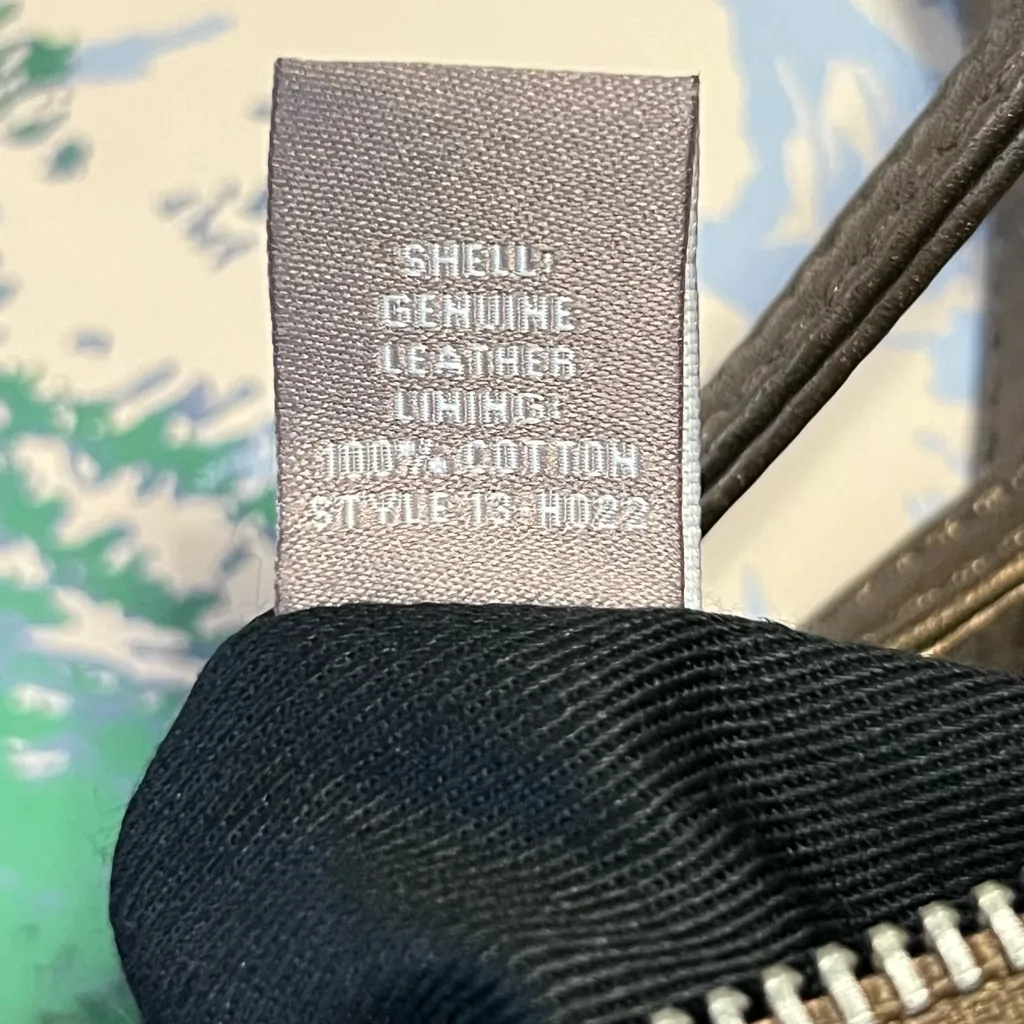 SHELL:
GENUINE
LEATHER
LINING:
100% COTTON
STYLE 13-H022